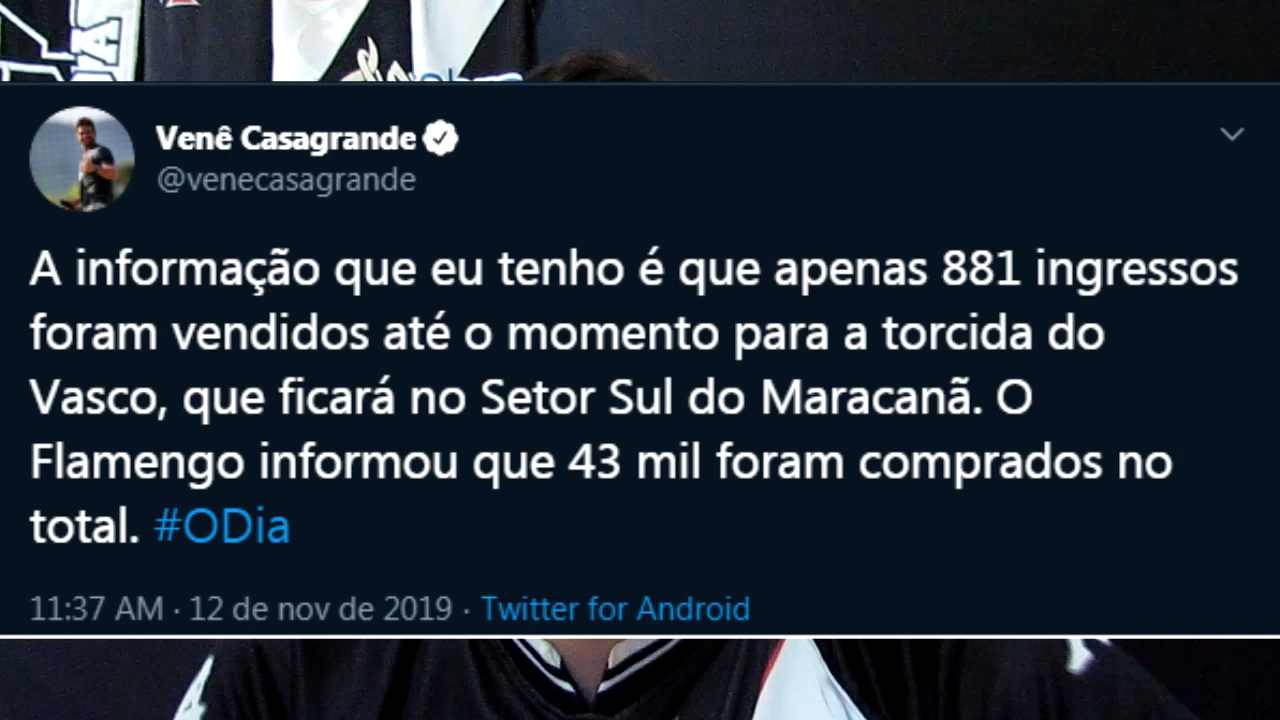 Venê Casagrande
@venecasagrande
A informação que eu tenho é que apenas 881 ingressos
foram vendidos até o momento para a torcida do
Vasco, que ficará no Setor Sul do Maracanã. O
Flamengo informou que 43 mil foram comprados no
total. #ODia
11:37 AM · 12 de nov de 2019 · Twitter for Android